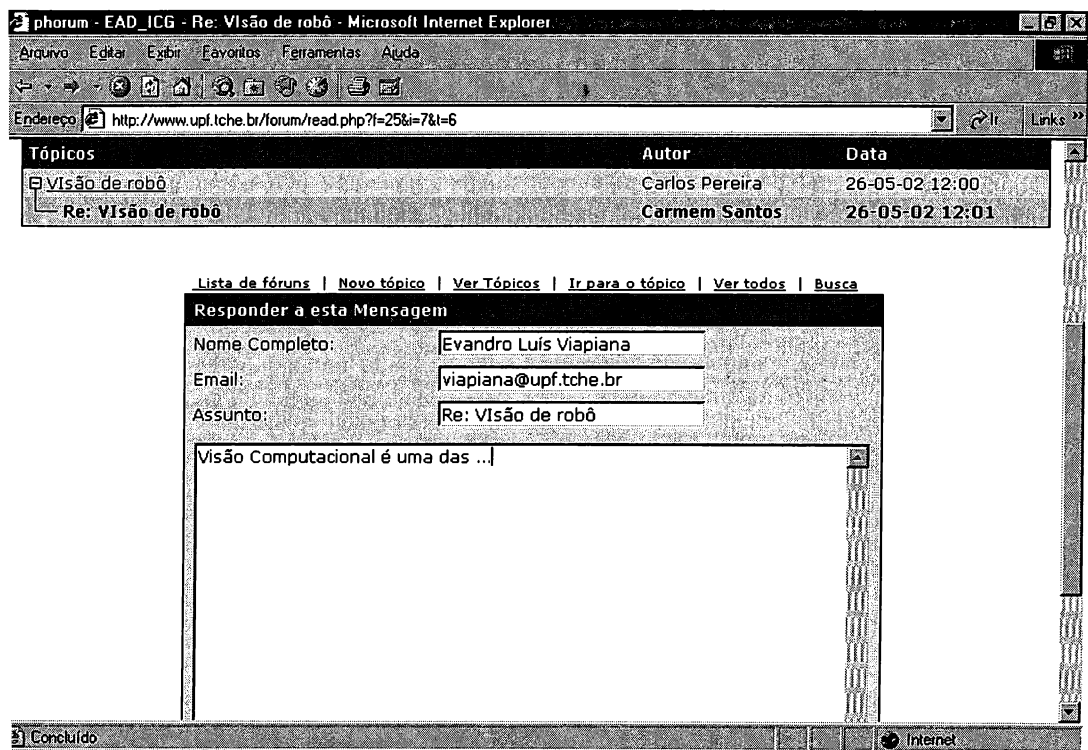 phorum - EAD_ICG - Re: VIsão de robô - Microsoft Internet Explorer
Arquivo Editar Exibir Favoritos Ferramentas Ajuda
Endereço http://www.upf.tche.br/forum/read.php?f=25&i=7&t=6 Ir Links »
Tópicos Autor Data
VIsão de robô Carlos Pereira 26-05-02 12:00
Re: VIsão de robô Carmem Santos 26-05-02 12:01
Lista de fóruns | Novo tópico | Ver Tópicos | Ir para o tópico | Ver todos | Busca
Responder a esta Mensagem
Nome Completo: Evandro Luís Viapiana
Email: viapiana@upf.tche.br
Assunto: Re: VIsão de robô
Visão Computacional é uma das ...
Concluído Internet